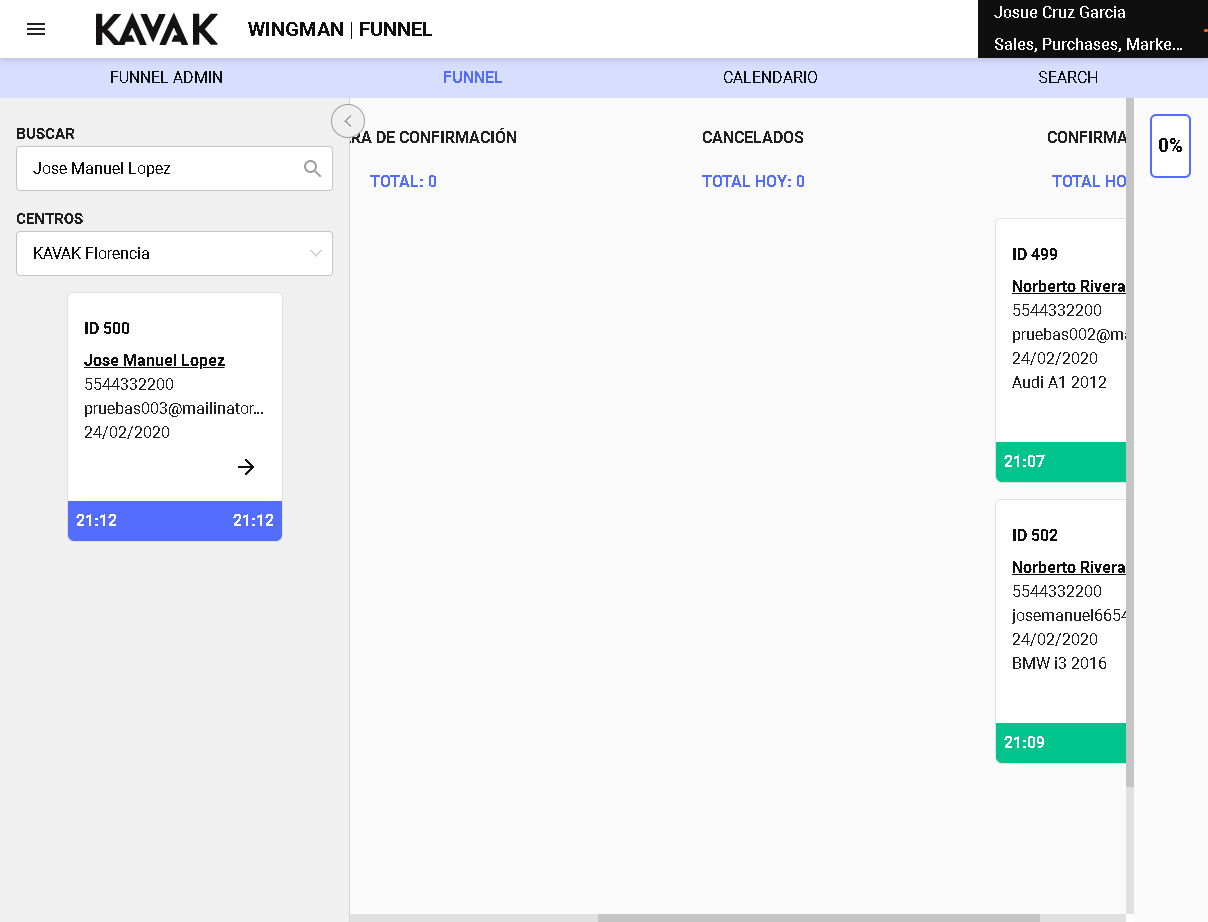 KAVAK
WINGMAN | FUNNEL
Josue Cruz Garcia
Sales, Purchases, Marke...
FUNNEL ADMIN
FUNNEL
CALENDARIO
SEARCH
BUSCAR
Jose Manuel Lopez
CENTROS
KAVAK Florencia
ID 500
Jose Manuel Lopez
5544332200
pruebas003@mailinator...
24/02/2020
21:12 21:12
RA DE CONFIRMACIÓN
TOTAL: 0
CANCELADOS
TOTAL HOY: 0
CONFIRMA
TOTAL HO
ID 499
Norberto Rivera
5544332200
pruebas002@ma
24/02/2020
Audi A1 2012
21:07
ID 502
Norberto Rivera
5544332200
josemanuel6654
24/02/2020
BMW i3 2016
21:09
0%